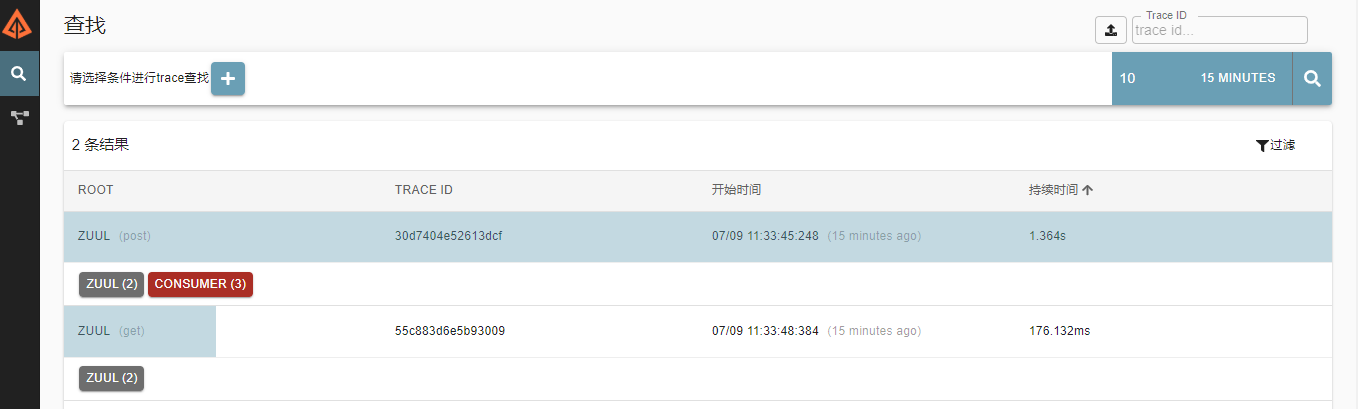 查找
Trace ID
trace id...
请选择条件进行trace查找
10 15 MINUTES
2 条结果 过滤
ROOT TRACE ID 开始时间 持续时间
ZUUL (post) 30d7404e52613dcf 07/09 11:33:45:248 (15 minutes ago) 1.364s
ZUUL (2) CONSUMER (3)
ZUUL (get) 55c883d6e5b93009 07/09 11:33:48:384 (15 minutes ago) 176.132ms
ZUUL (2)